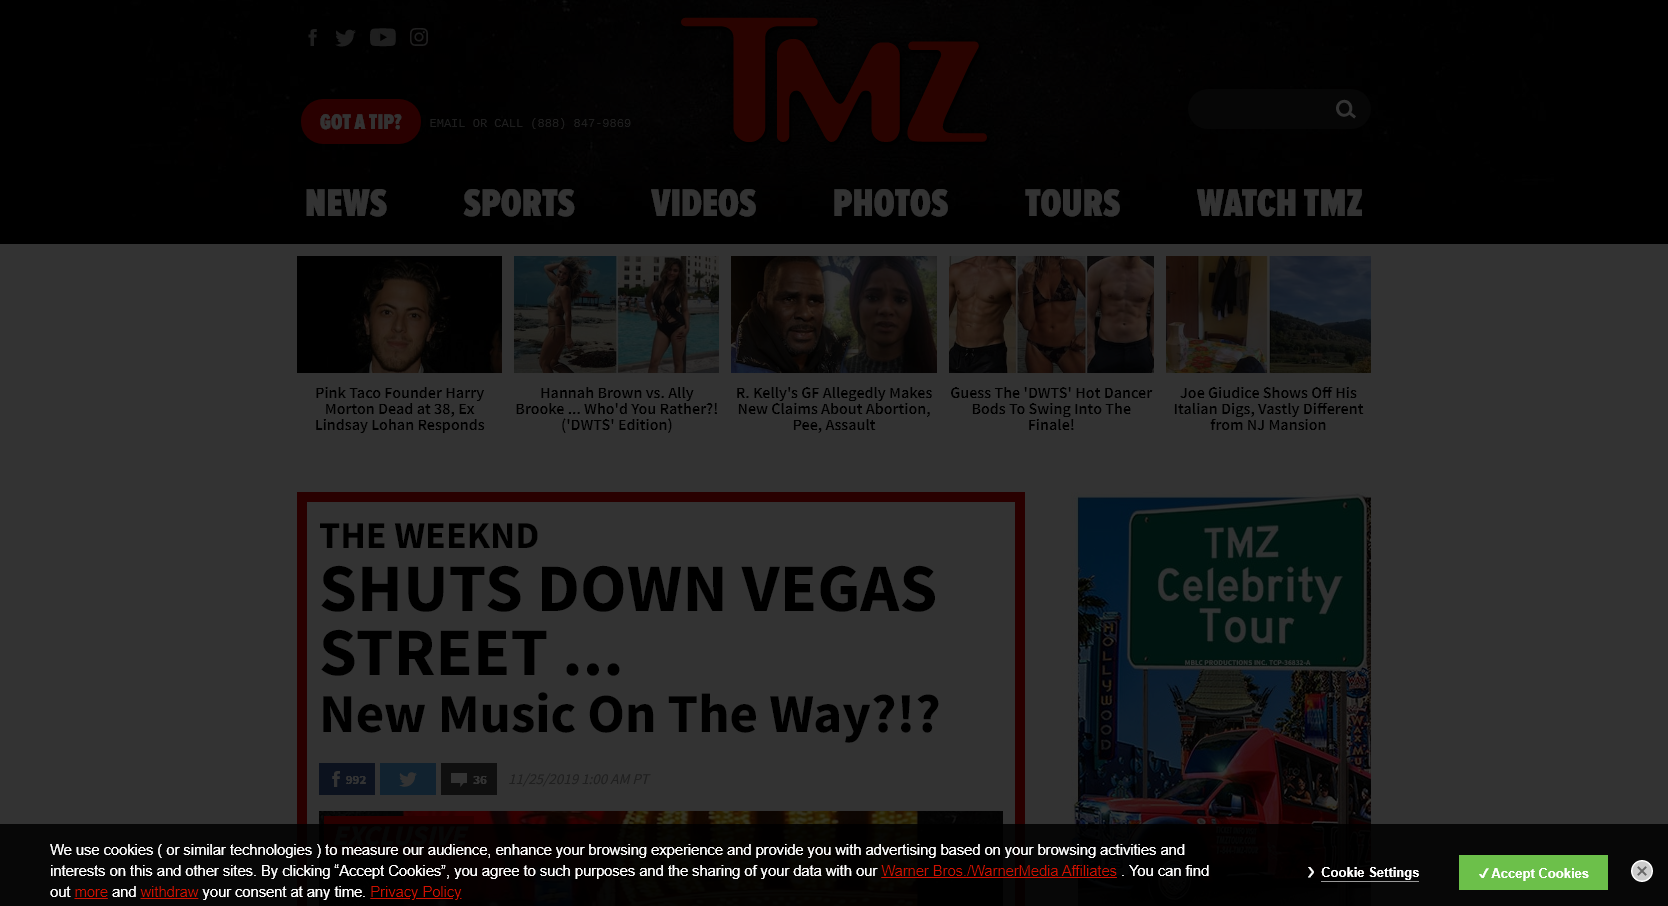 TMZ
GOT A TIP?
EMAIL OR CALL (888) 847-9869
NEWS
SPORTS
VIDEOS
PHOTOS
TOURS
WATCH TMZ
Pink Taco Founder Harry
Morton Dead at 38, Ex
Lindsay Lohan Responds
Hannah Brown vs. Ally
Brooke ... Who'd You Rather?!
('DWTS' Edition)
R. Kelly's GF Allegedly Makes
New Claims About Abortion,
Pee, Assault
Guess The 'DWTS' Hot Dancer
Bods To Swing Into The
Finale!
Joe Giudice Shows Off His
Italian Digs, Vastly Different
from NJ Mansion
THE WEEKND
SHUTS DOWN VEGAS
STREET ...
New Music On The Way?!?
992
36
11/25/2019 1:00 AM PT
EXCLUSIVE
TMZ
Celebrity
Tour
NBLC PRODUCTIONS INC. TCP-36832-A
HOLLYWOOD
WAX
We use cookies ( or similar technologies ) to measure our audience, enhance your browsing experience and provide you with advertising based on your browsing activities and
interests on this and other sites. By clicking “Accept Cookies”, you agree to such purposes and the sharing of your data with our Warner Bros./WarnerMedia Affiliates . You can find
out more and withdraw your consent at any time. Privacy Policy
Cookie Settings
Accept Cookies